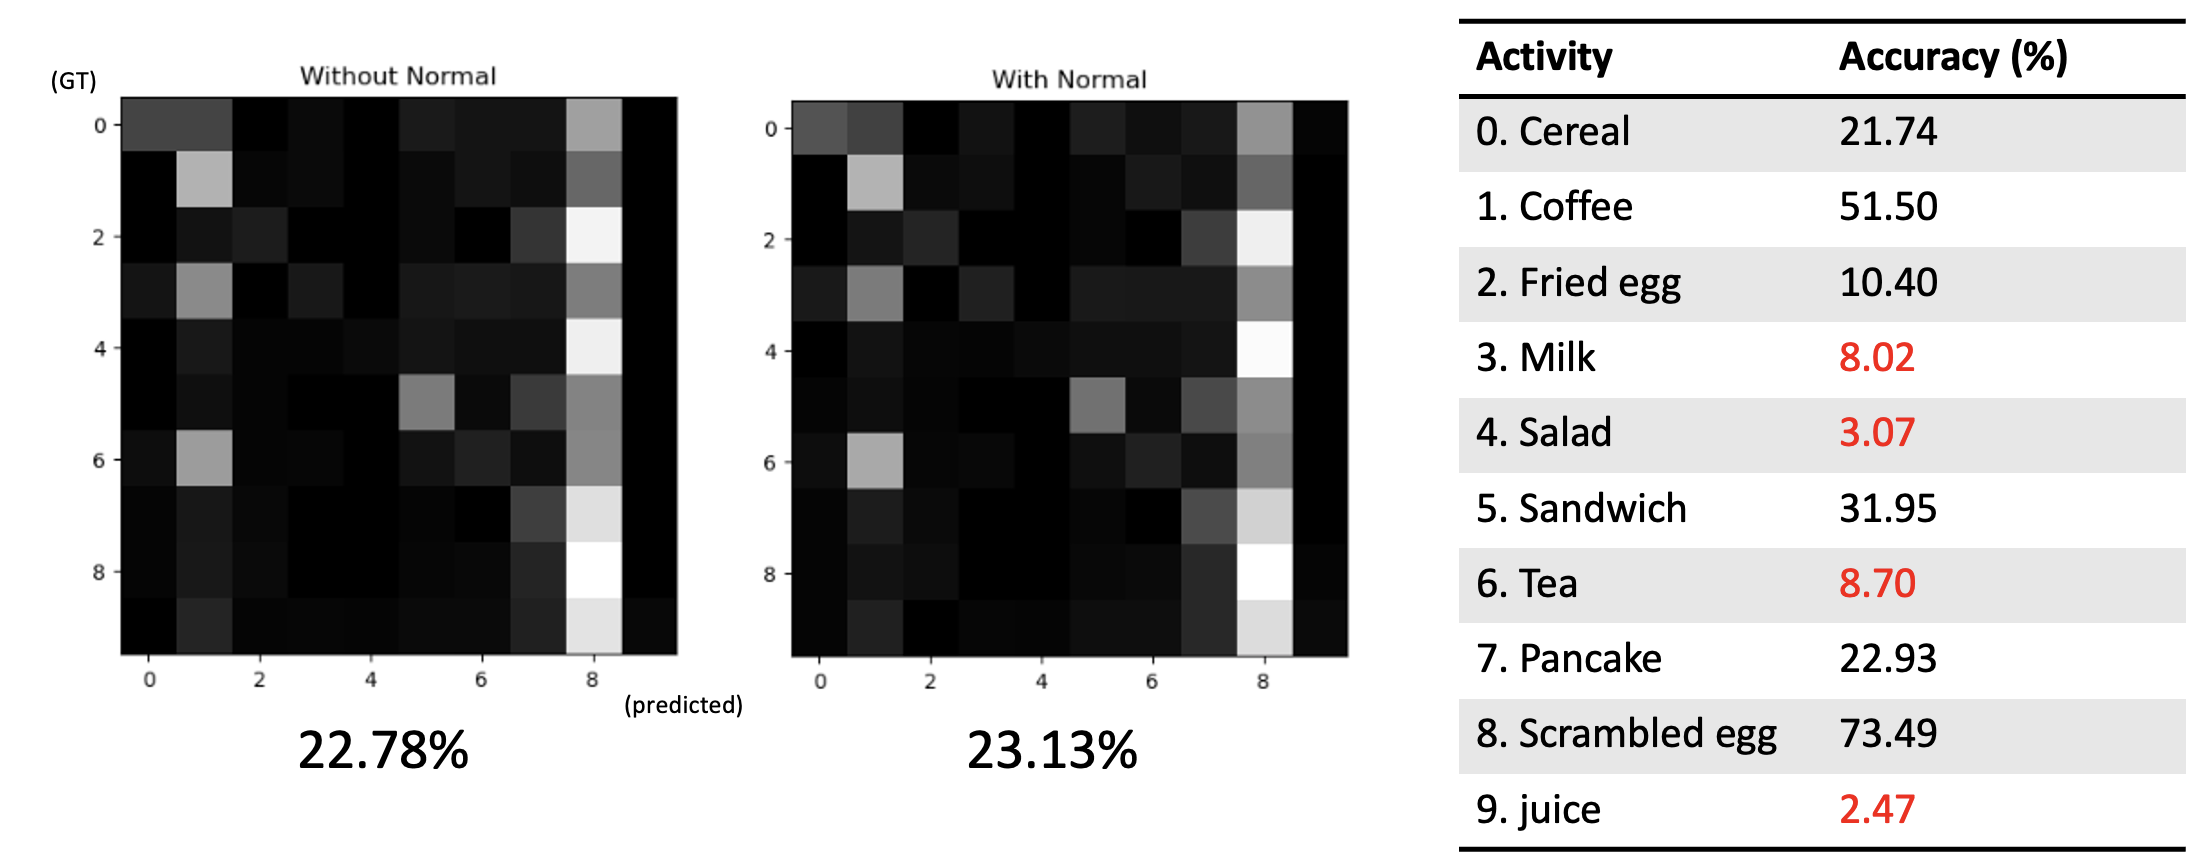 (GT)
Without Normal
0
2
4
6
8
0 2 4 6 8
(predicted)
22.78%
With Normal
0
2
4
6
8
0 2 4 6 8
23.13%
Activity Accuracy (%)
0. Cereal 21.74
1. Coffee 51.50
2. Fried egg 10.40
3. Milk 8.02
4. Salad 3.07
5. Sandwich 31.95
6. Tea 8.70
7. Pancake 22.93
8. Scrambled egg 73.49
9. juice 2.47